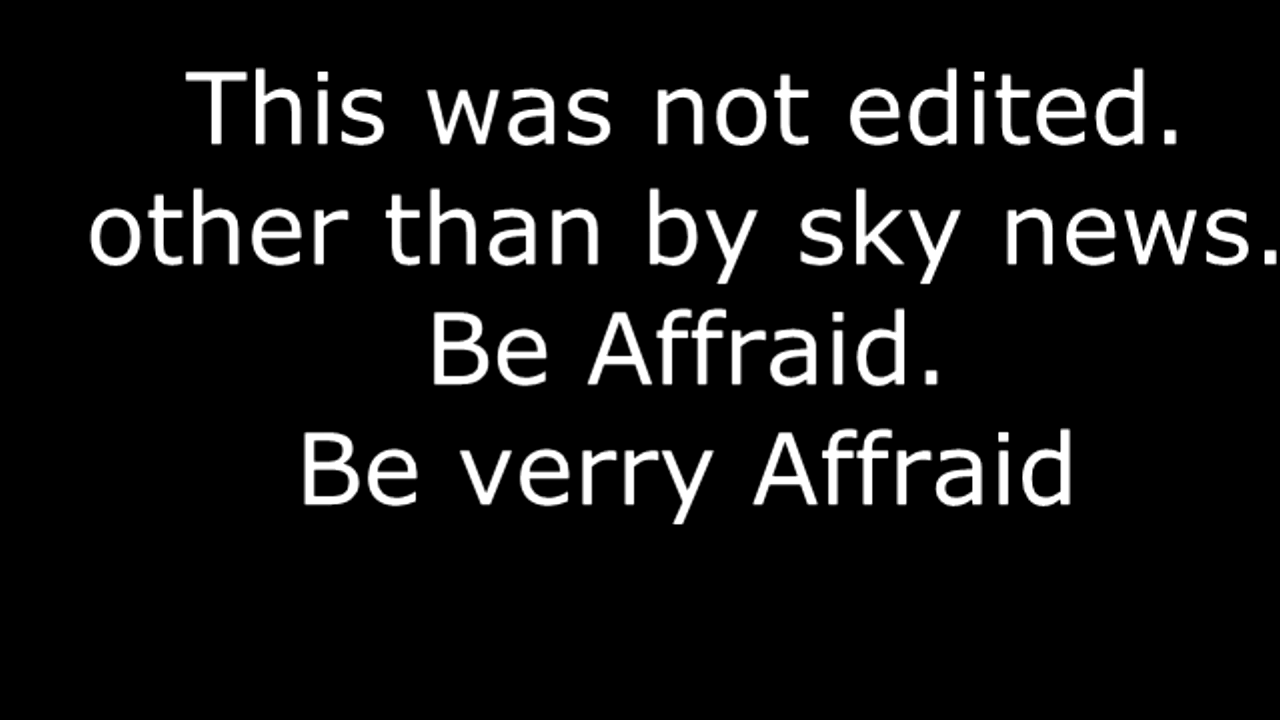 This was not edited.
other than by sky news.
Be Affraid.
Be verry Affraid